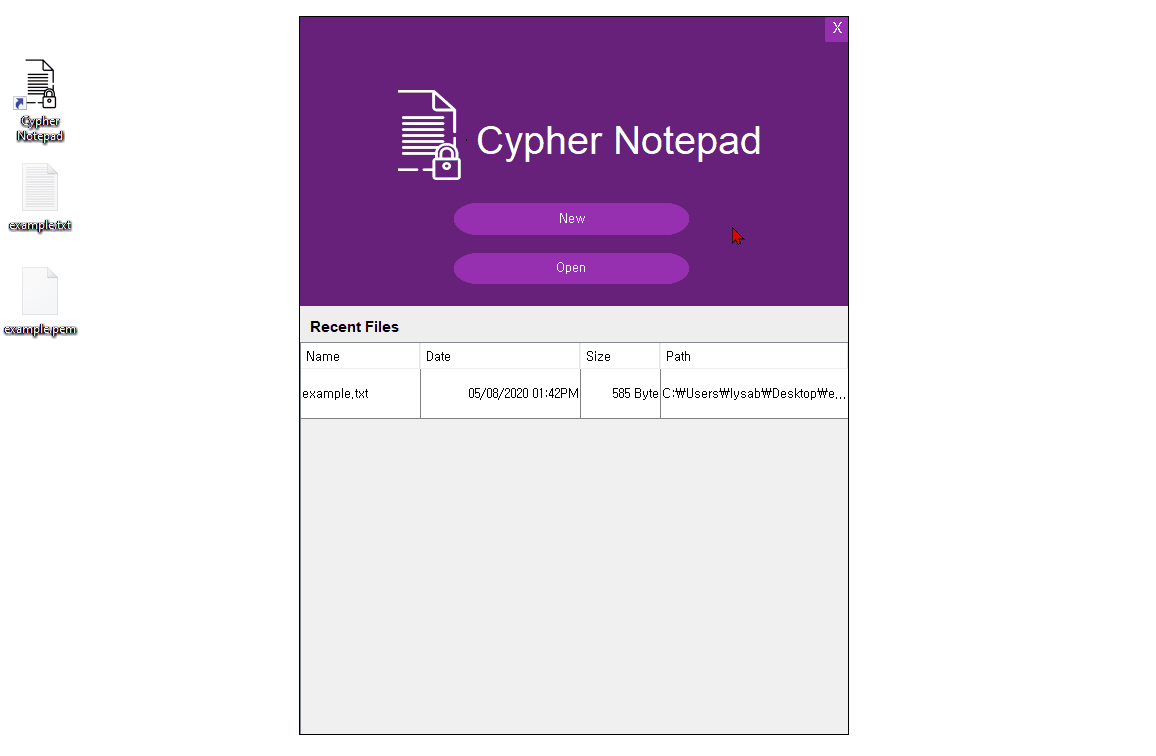 X
Cypher Notepad
New
Open
Recent Files
Name Date Size Path
example.txt 05/08/2020 01:42PM 585 Byte C:₩Users₩lysab₩Desktop₩e...
Cypher
Notepad
example.txt
example.pem